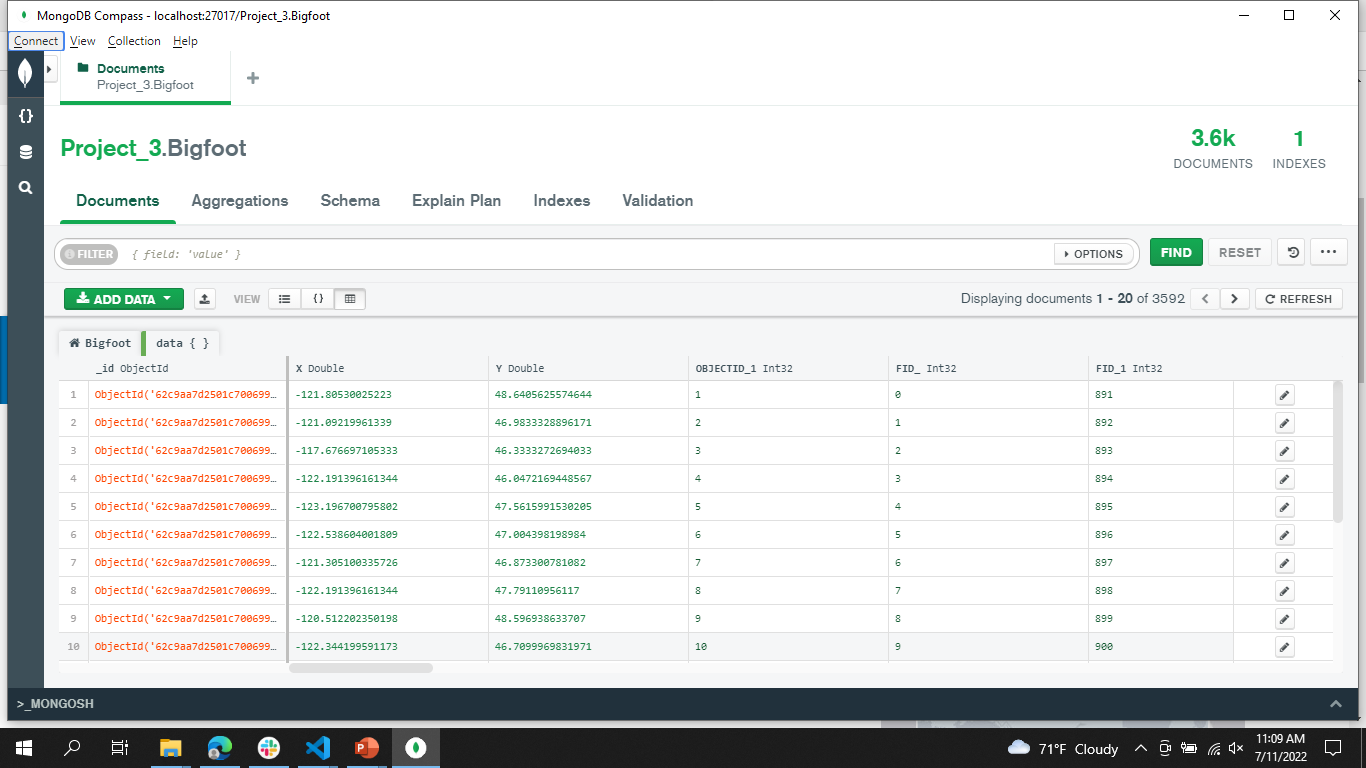 MongoDB Compass - localhost:27017/Project_3.Bigfoot
Connect View Collection Help
Documents
Project_3.Bigfoot
Project_3.Bigfoot
3.6k
DOCUMENTS
1
INDEXES
Documents Aggregations Schema Explain Plan Indexes Validation
FILTER { field: 'value' } OPTIONS FIND RESET
ADD DATA VIEW { } Displaying documents 1 - 20 of 3592 REFRESH
Bigfoot data { }
_id ObjectId X Double Y Double OBJECTID_1 Int32 FID_ Int32 FID_1 Int32
1 ObjectId('62c9aa7d2501c700699… -121.80530025223 48.6405625574644 1 0 891
2 ObjectId('62c9aa7d2501c700699… -121.09219961339 46.9833328896171 2 1 892
3 ObjectId('62c9aa7d2501c700699… -117.676697105333 46.3333272694033 3 2 893
4 ObjectId('62c9aa7d2501c700699… -122.191396161344 46.0472169448567 4 3 894
5 ObjectId('62c9aa7d2501c700699… -123.196700795802 47.5615991530205 5 4 895
6 ObjectId('62c9aa7d2501c700699… -122.538604001809 47.004398198984 6 5 896
7 ObjectId('62c9aa7d2501c700699… -121.305100335726 46.873300781082 7 6 897
8 ObjectId('62c9aa7d2501c700699… -122.191396161344 47.79110956117 8 7 898
9 ObjectId('62c9aa7d2501c700699… -120.512202350198 48.596938633707 9 8 899
10 ObjectId('62c9aa7d2501c700699… -122.344199591173 46.7099969831971 10 9 900
>_MONGOSH
71°F Cloudy
11:09 AM
7/11/2022